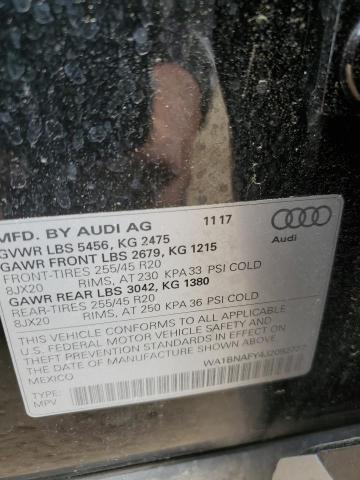 MFD. BY AUDI AG 11 17
Audi
GVWR LBS 5456, KG 2475
GAWR FRONT LBS 2679, KG 1215
FRONT-TIRES 255/45 R20
8JX20 RIMS, AT 230 KPA 33 PSI COLD
GAWR REAR LBS 3042, KG 1380
REAR-TIRES 255/45 R20
8JX20 RIMS, AT 250 KPA 36 PSI COLD
THIS VEHICLE CONFORMS TO ALL APPLICABLE
U.S. FEDERAL MOTOR VEHICLE SAFETY AND
THEFT PREVENTION STANDARDS IN EFFECT ON
THE DATE OF MANUFACTURE SHOWN ABOVE
MEXICO
TYPE:
MPV